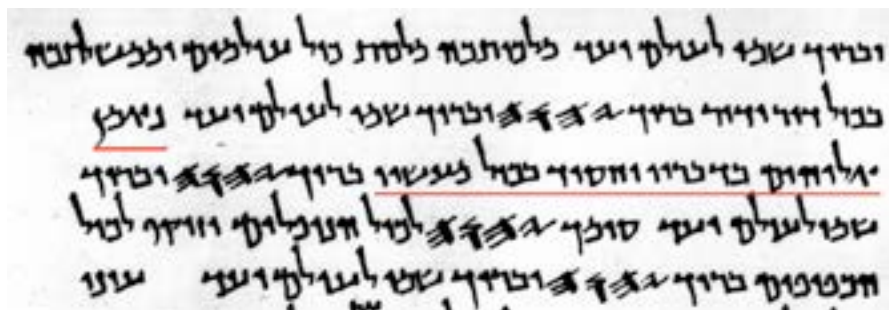 וברוך שמו לעולם ועד מלכותכה מלכות כול עולמים וממשלתכה
בכול דור ודור ברוך 𐤉𐤄𐤅𐤄 וברוך שמו לעולם ועד נאמן
אלוהים בדבריו וחסיד בכול מעשיו ברוך 𐤉𐤄𐤅𐤄 וברוך
שמו לעולם ועד סומך 𐤉𐤄𐤅𐤄 לכול הנופלים וזוקף לכול
הכפופים ברוך 𐤉𐤄𐤅𐤄 וברוך שמו לעולם ועד עיני